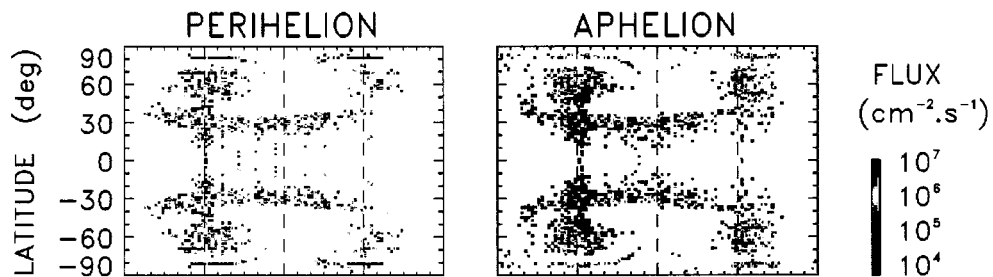 PERIHELION
APHELION
LATITUDE (deg)
90
60
30
0
−30
−60
−90
FLUX
(cm⁻².s⁻¹)
10⁷
10⁶
10⁵
10⁴